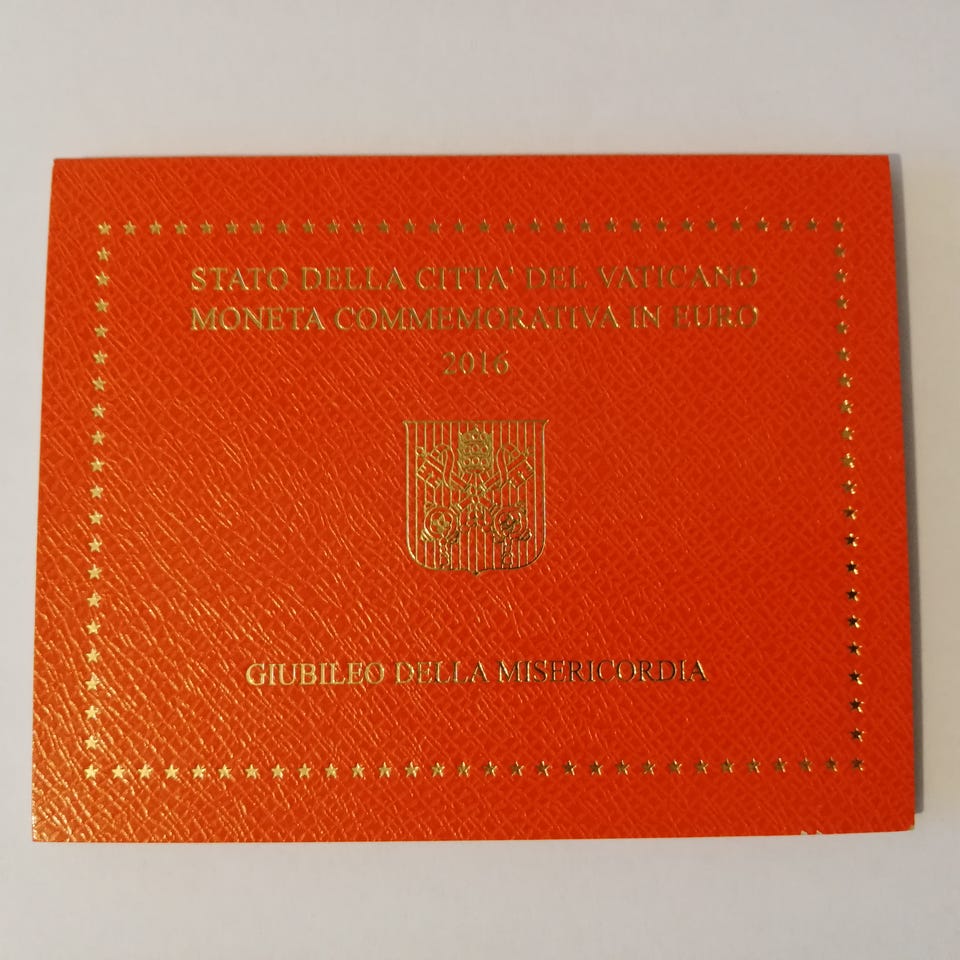 STATO DELLA CITTA' DEL VATICANO
MONETA COMMEMORATIVA IN EURO
2016
GIUBILEO DELLA MISERICORDIA